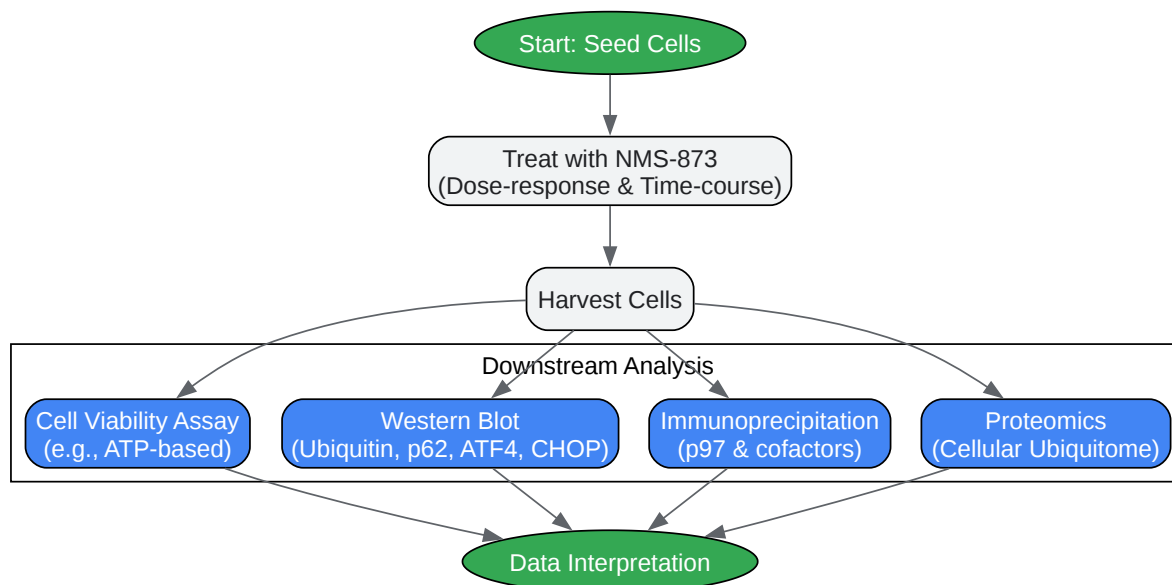 Start: Seed Cells
Treat with NMS-873
(Dose-response & Time-course)
Harvest Cells
Downstream Analysis
Cell Viability Assay
(e.g., ATP-based)
Western Blot
(Ubiquitin, p62, ATF4, CHOP)
Immunoprecipitation
(p97 & cofactors)
Proteomics
(Cellular Ubiquitome)
Data Interpretation